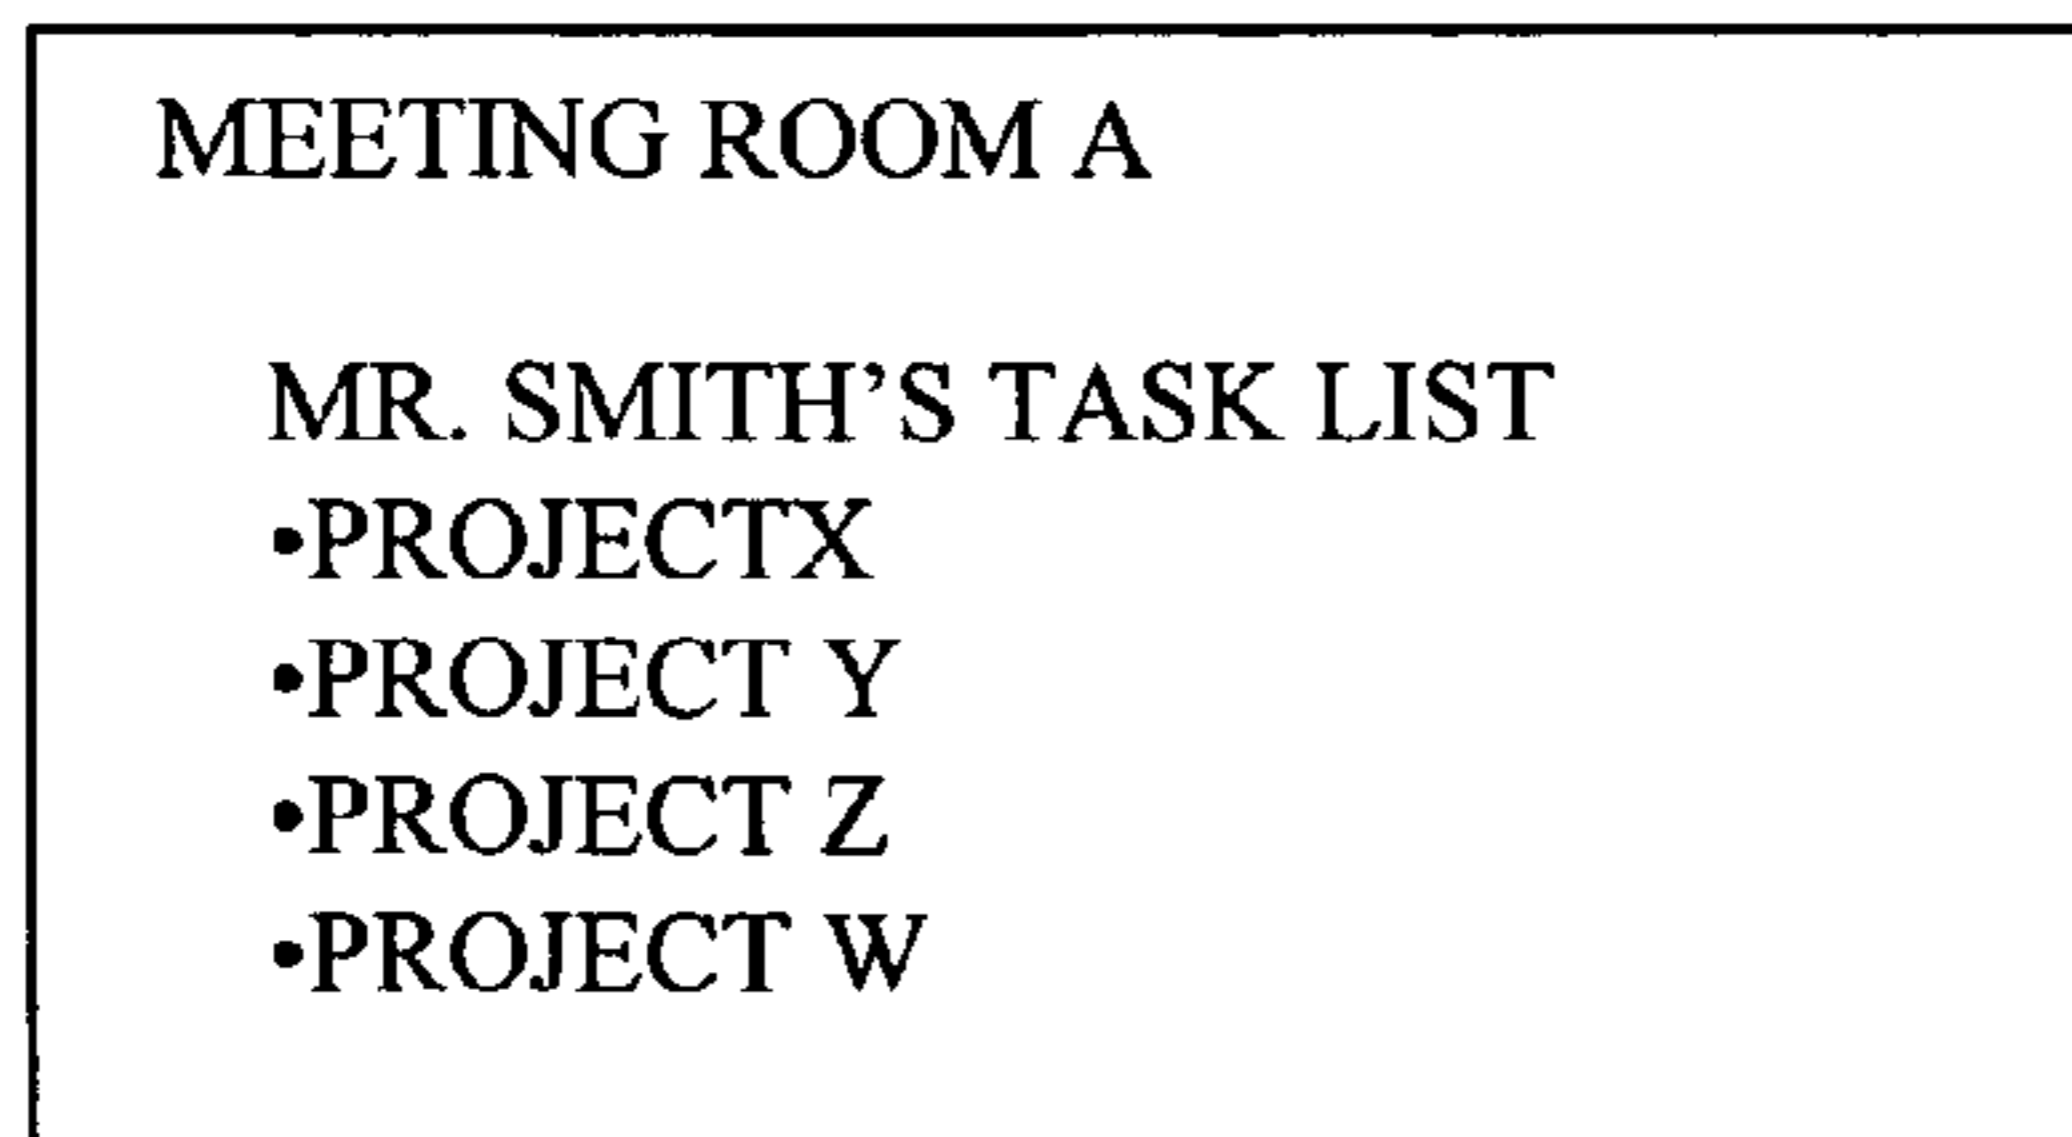 MEETING ROOM A
MR. SMITH’S TASK LIST
•PROJECTX
•PROJECT Y
•PROJECT Z
•PROJECT W